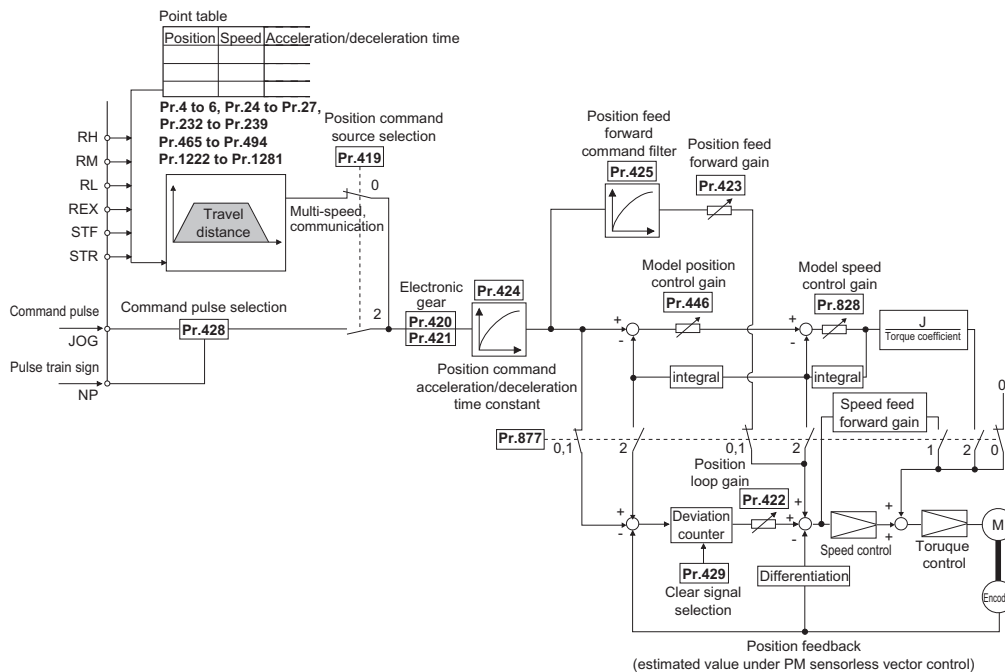 Point table
Position Speed Acceleration/deceleration time
Pr.4 to 6, Pr.24 to Pr.27,
Pr.232 to Pr.239
Pr.465 to Pr.494
Pr.1222 to Pr.1281
RH
RM
RL
REX
STF
STR
Travel
distance
Position command
source selection
Pr.419
0
Multi-speed,
communication
2
Command pulse
JOG
Pulse train sign
NP
Command pulse selection
Pr.428
Electronic
gear
Pr.420
Pr.421
Pr.424
Position command
acceleration/deceleration
time constant
Position feed
forward
command filter
Pr.425
Position feed
forward gain
Pr.423
Model position
control gain
Pr.446
Model speed
control gain
Pr.828
J
Torque coefficient
+
-
+
-
integral
integral
Speed feed
forward gain
0
Pr.877
0,1
2
0,1
2
1
2
0
Position
loop gain
Pr.422
+
-
Deviation
counter
+
+
-
Speed control
+
+
Toruque
control
M
Pr.429
Clear signal
selection
Differentiation
Encod
Position feedback
(estimated value under PM sensorless vector control)